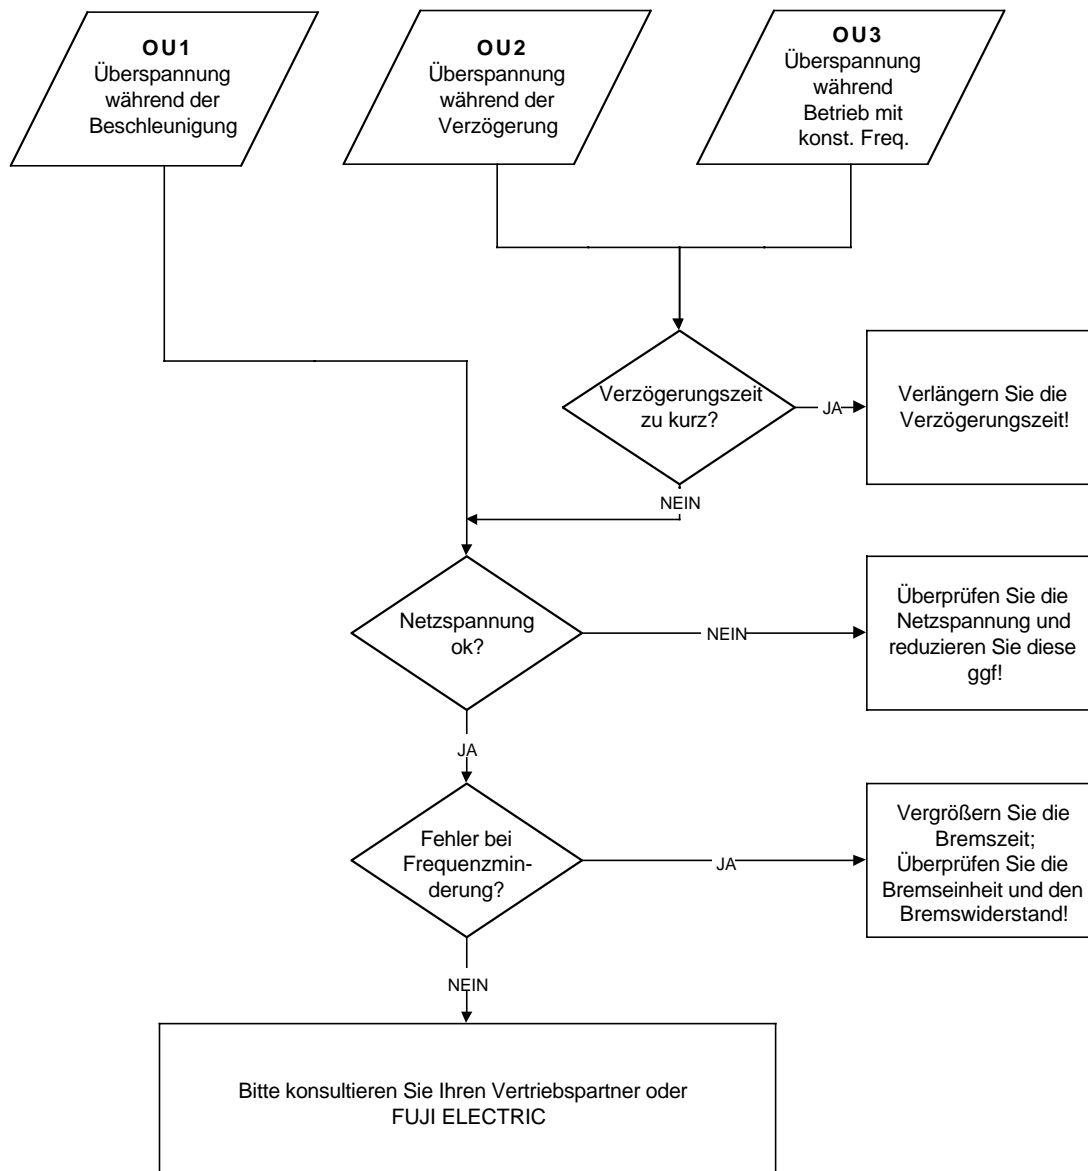 OU1
Überspannung
während der
Beschleunigung
OU2
Überspannung
während der
Verzögerung
OU3
Überspannung
während
Betrieb mit
konst. Freq.
Verzögerungszeit
zu kurz?
JA
Verlängern Sie die
Verzögerungszeit!
NEIN
Netzspannung
ok?
NEIN
Überprüfen Sie die
Netzspannung und
reduzieren Sie diese
ggf!
JA
Fehler bei
Frequenzmin-
derung?
JA
Vergrößern Sie die
Bremszeit;
Überprüfen Sie die
Bremseinheit und den
Bremswiderstand!
NEIN
Bitte konsultieren Sie Ihren Vertriebspartner oder
FUJI ELECTRIC